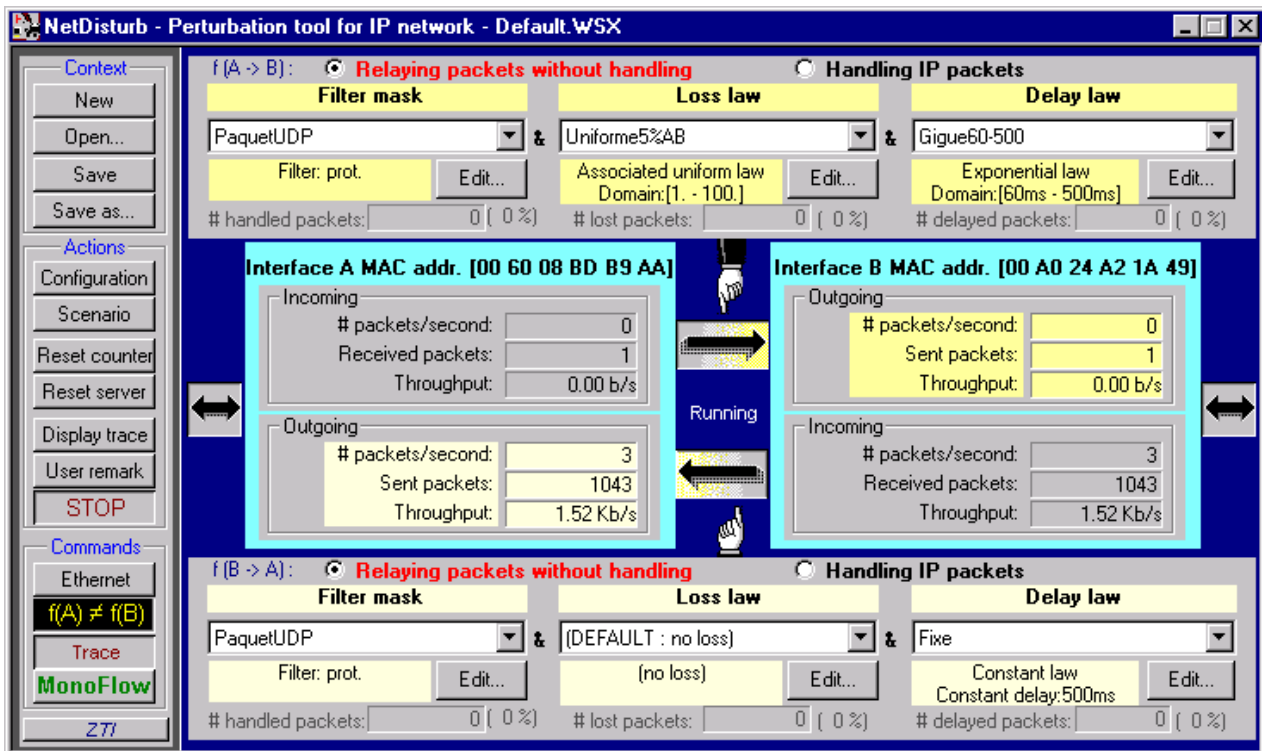 NetDisturb - Perturbation tool for IP network - Default.WSX
Context
New
Open...
Save
Save as...
Actions
Configuration
Scenario
Reset counter
Reset server
Display trace
User remark
STOP
Commands
Ethernet
f(A) ≠ f(B)
Trace
MonoFlow
ZTI
f (A -> B) : Relaying packets without handling Handling IP packets
Filter mask Loss law Delay law
PaquetUDP & Uniforme5%AB & Gigue60-500
Filter: prot. Edit... Associated uniform law Edit... Exponential law Edit...
Domain:[1. - 100.] Domain:[60ms - 500ms]
# handled packets: 0 ( 0 %) # lost packets: 0 ( 0 %) # delayed packets: 0 ( 0 %)
Interface A MAC addr. [00 60 08 BD B9 AA]
Incoming
# packets/second: 0
Received packets: 1
Throughput: 0.00 b/s
Outgoing
# packets/second: 3
Sent packets: 1043
Throughput: 1.52 Kb/s
Running
Interface B MAC addr. [00 A0 24 A2 1A 49]
Outgoing
# packets/second: 0
Sent packets: 1
Throughput: 0.00 b/s
Incoming
# packets/second: 3
Received packets: 1043
Throughput: 1.52 Kb/s
f (B -> A) : Relaying packets without handling Handling IP packets
Filter mask Loss law Delay law
PaquetUDP & (DEFAULT : no loss) & Fixe
Filter: prot. Edit... (no loss) Edit... Constant law Edit...
Constant delay:500ms
# handled packets: 0 ( 0 %) # lost packets: 0 ( 0 %) # delayed packets: 0 ( 0 %)